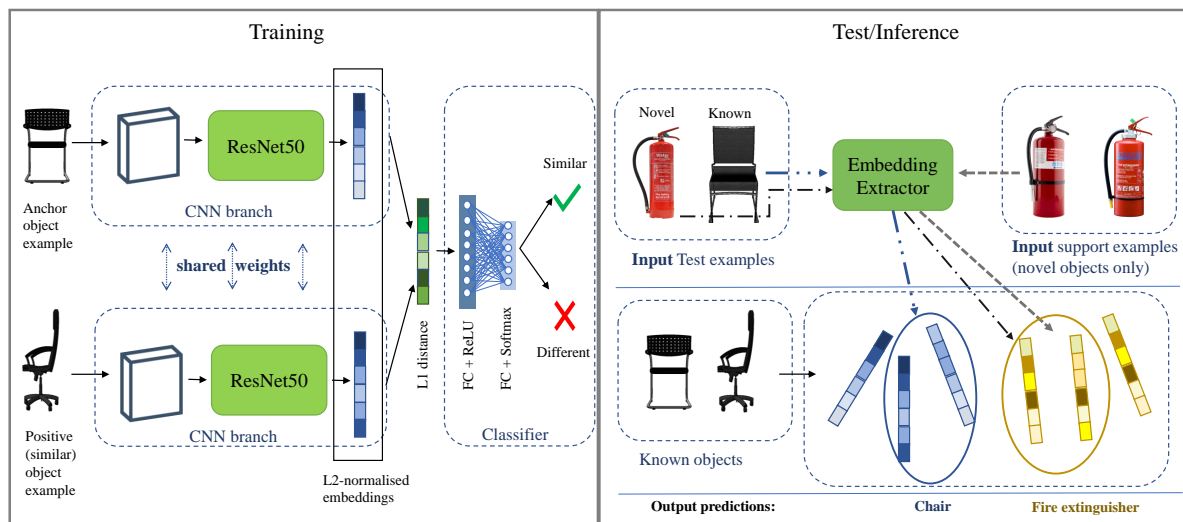 Training
ResNet50
CNN branch
Anchor
object
example
shared weights
ResNet50
CNN branch
Positive
(similar)
object
example
L2-normalised
embeddings
L1 distance
FC + ReLU
FC + Softmax
Similar
Different
Classifier
Test/Inference
Novel
Known
Input Test examples
Embedding
Extractor
Input support examples
(novel objects only)
Known objects
Output predictions:
Chair
Fire extinguisher